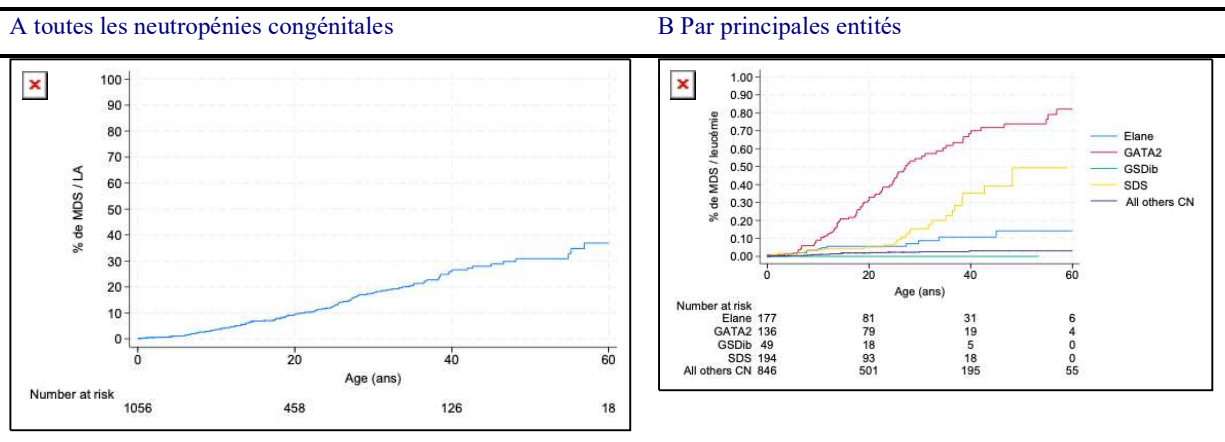 A toutes les neutropénies congénitales
B Par principales entités
100
90
80
70
60
50
40
30
20
10
0
% de MDS / LA
0 20 40 60
Age (ans)
Number at risk
1056 458 126 18
1.00
0.90
0.80
0.70
0.60
0.50
0.40
0.30
0.20
0.10
0.00
% de MDS / leucémie
0 20 40 60
Age (ans)
Elane
GATA2
GSDib
SDS
All others CN
Number at risk
Elane 177 81 31 6
GATA2 136 79 19 4
GSDib 49 18 5 0
SDS 194 93 18 0
All others CN 846 501 195 55